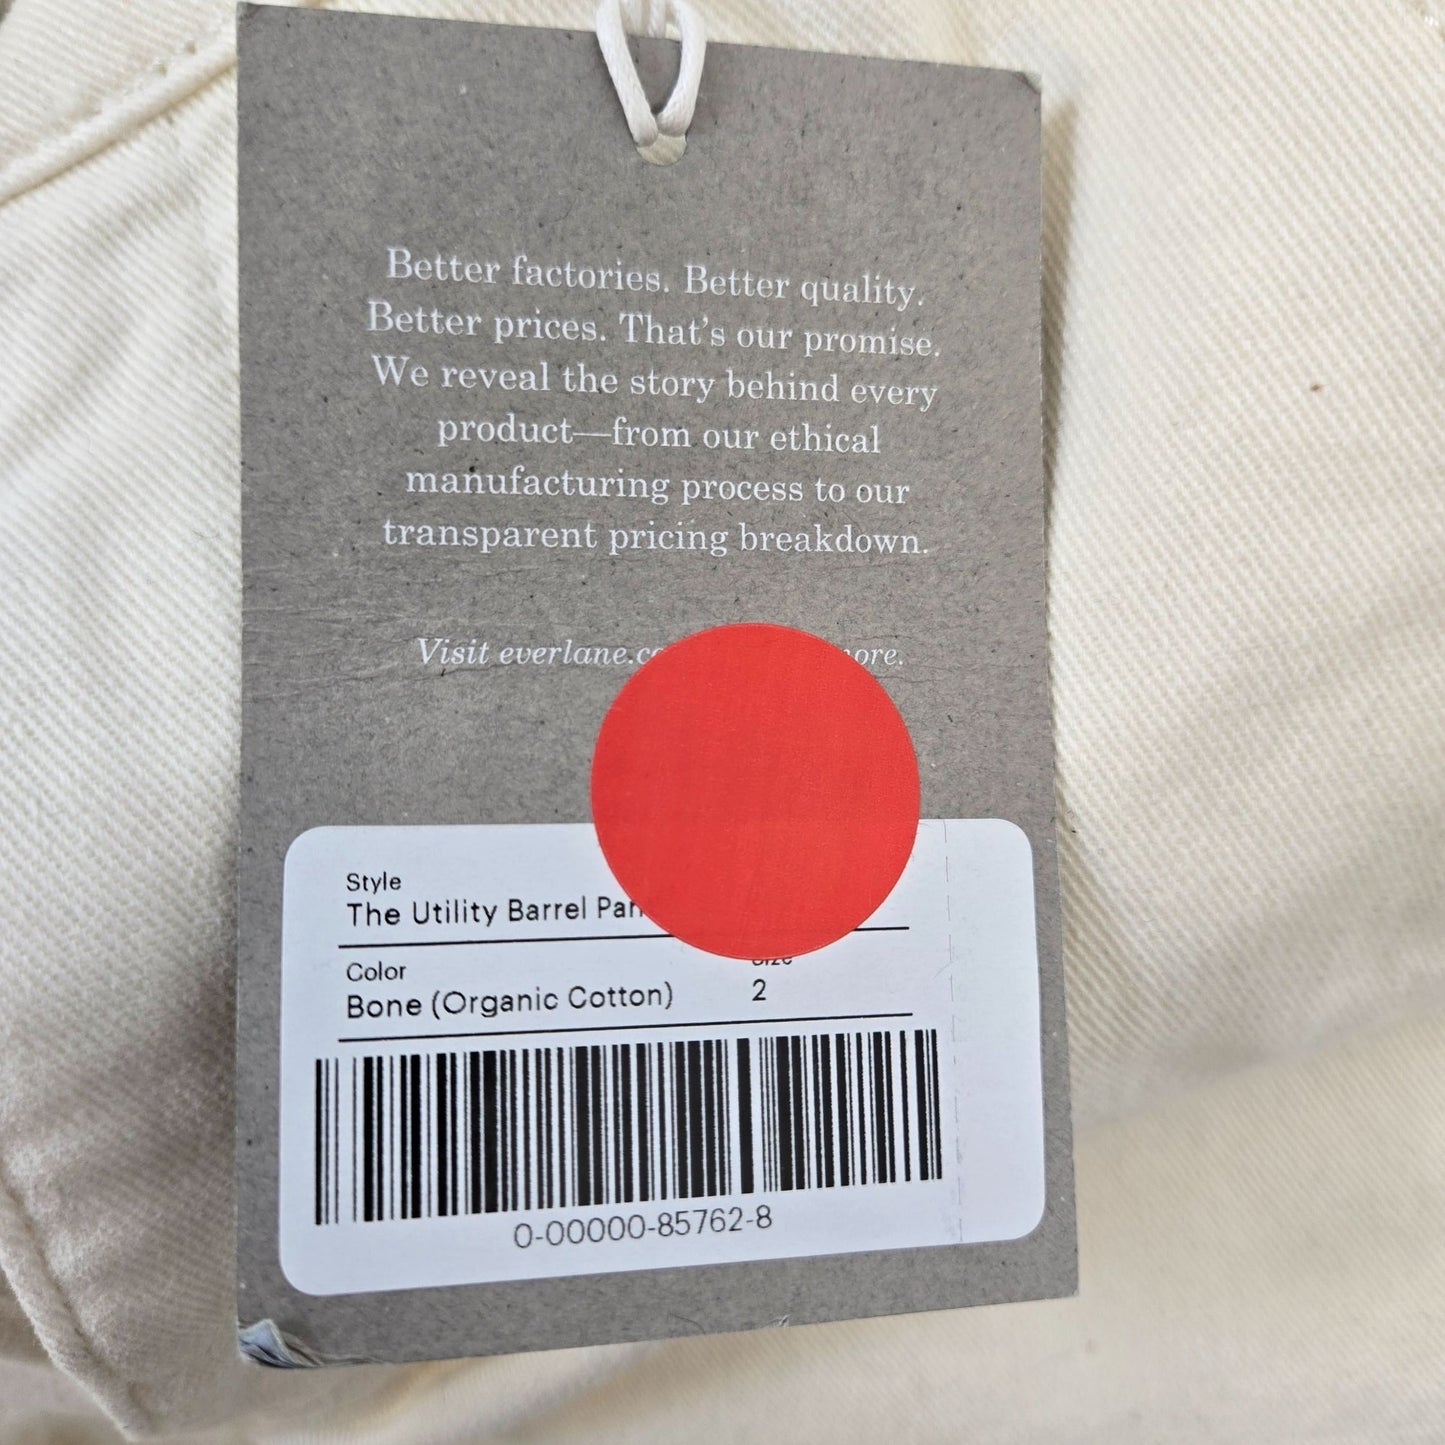 Better factories. Better quality.
Better prices. That's our promise.
We reveal the story behind every
product—from our ethical
manufacturing process to our
transparent pricing breakdown.
Visit
Style
The Utility Barrel
Color
Bone (Organic Cotton)
2
0-00000-85762-8